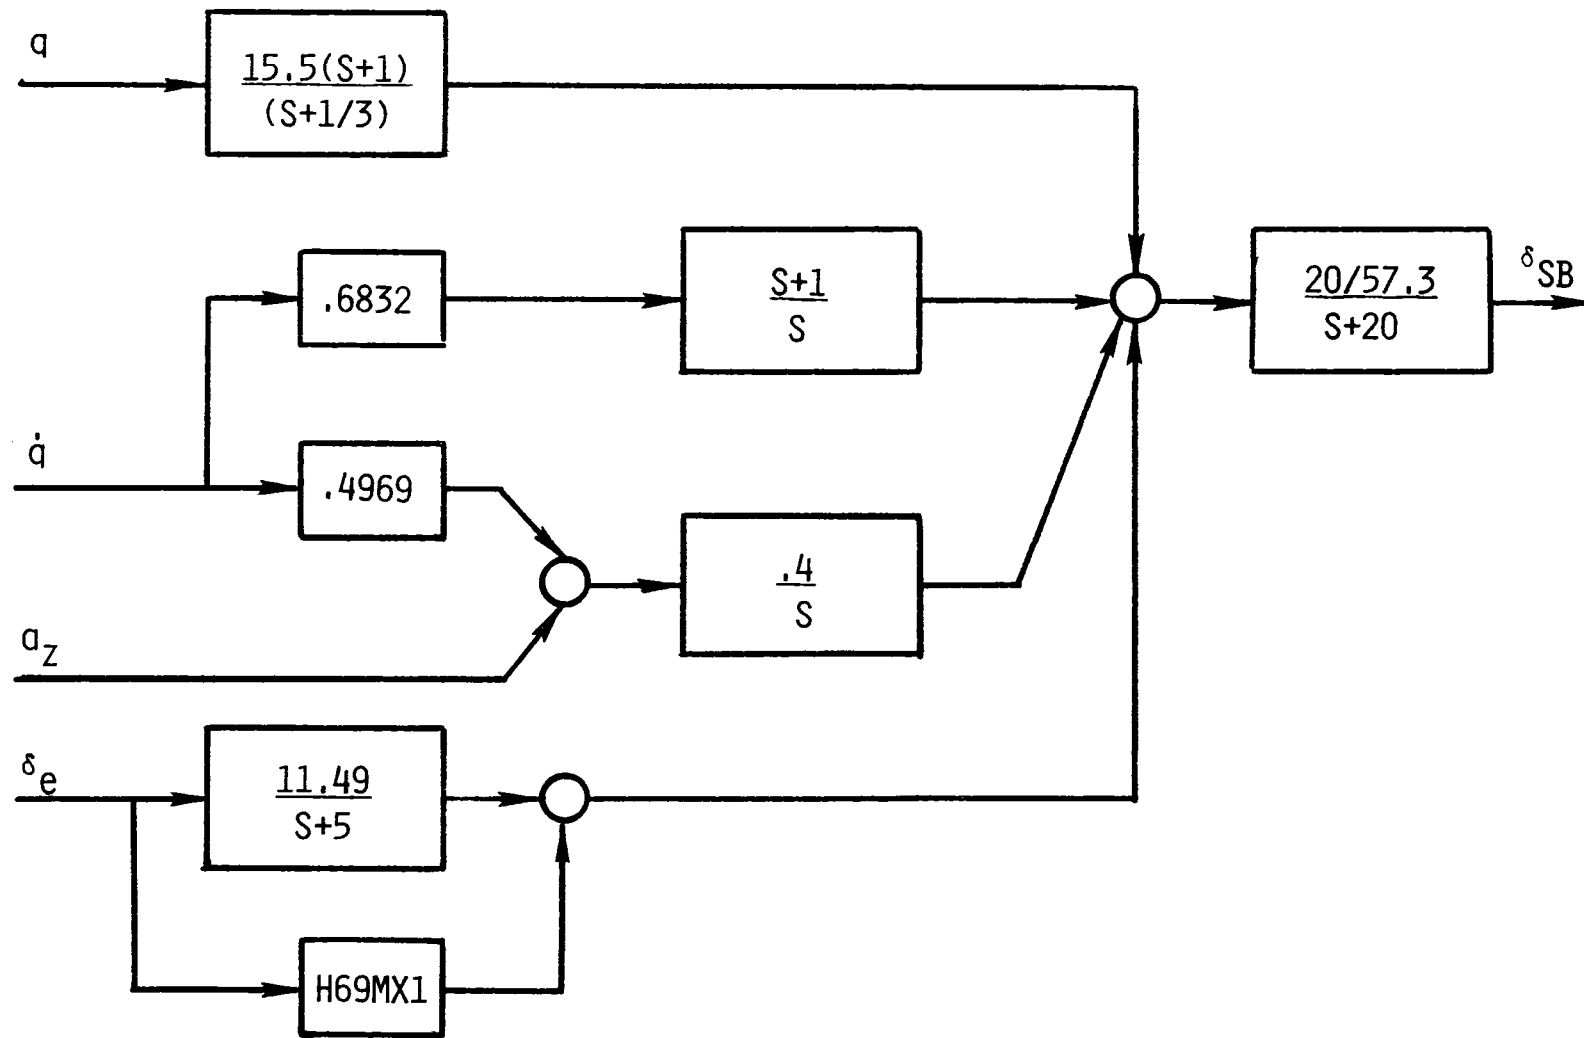 q
15.5(S+1)
(S+1/3)
.6832
S+1
S
20/57.3
S+20
δSB
q̇
.4969
.4
S
az
δe
11.49
S+5
H69MX1